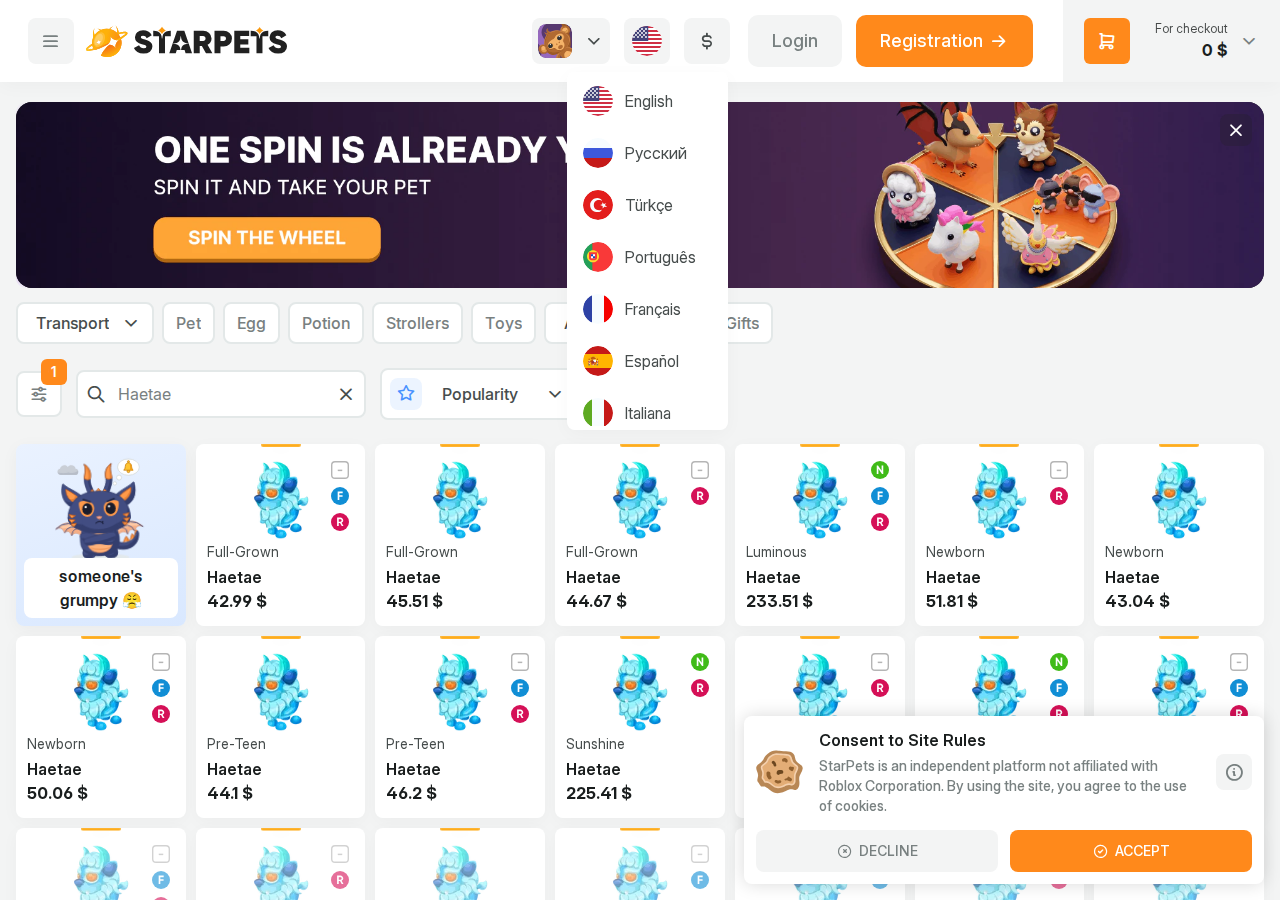 STARPETS
$
Login
Registration
For checkout
0 $
English
Русский
Türkçe
Português
Français
Español
Italiana
ONE SPIN IS ALREADY
SPIN IT AND TAKE YOUR PET
SPIN THE WHEEL
Transport
Pet
Egg
Potion
Strollers
Toys
Gifts
1
Haetae
Popularity
someone's
grumpy 😤
-
F
R
Full-Grown
Haetae
42.99 $
Full-Grown
Haetae
45.51 $
-
R
Full-Grown
Haetae
44.67 $
N
F
R
Luminous
Haetae
233.51 $
-
R
Newborn
Haetae
51.81 $
Newborn
Haetae
43.04 $
-
F
R
Newborn
Haetae
50.06 $
Pre-Teen
Haetae
44.1 $
-
F
R
Pre-Teen
Haetae
46.2 $
N
R
Sunshine
Haetae
225.41 $
-
R
N
F
R
-
F
R
Consent to Site Rules
StarPets is an independent platform not affiliated with
Roblox Corporation. By using the site, you agree to the use
of cookies.
DECLINE
ACCEPT
-
F
-
R
-
F